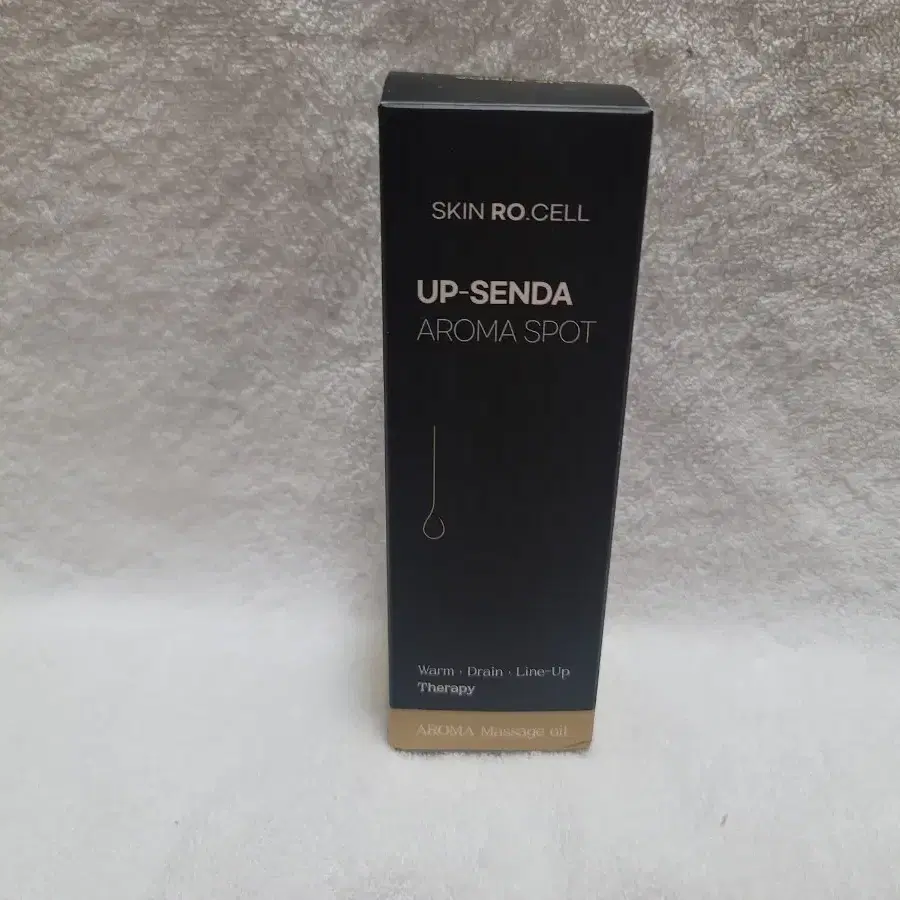 SKIN RO.CELL
UP-SENDA
AROMA SPOT
Warm · Drain · Line-Up
Therapy
AROMA Massage oil